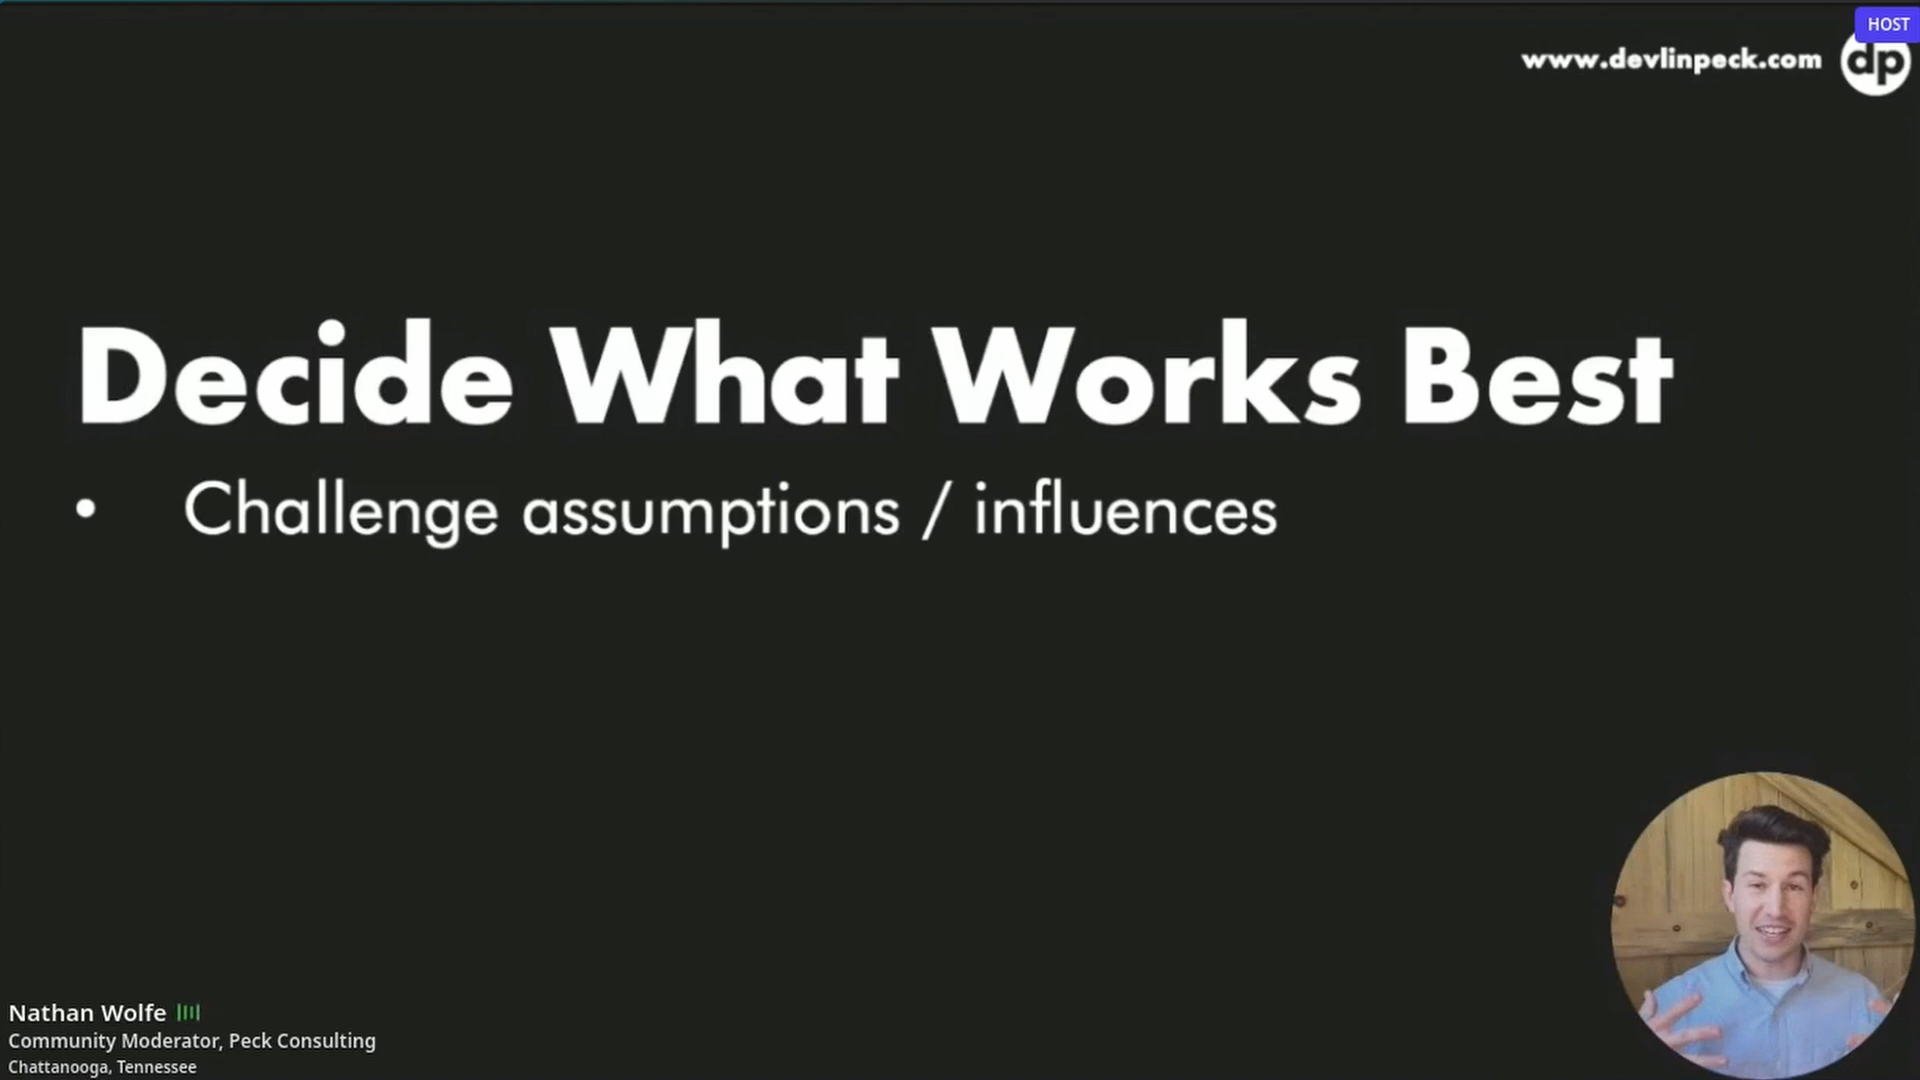 HOST
www.devlinpeck.com
dp
Decide What Works Best
• Challenge assumptions / influences
Nathan Wolfe
Community Moderator, Peck Consulting
Chattanooga, Tennessee